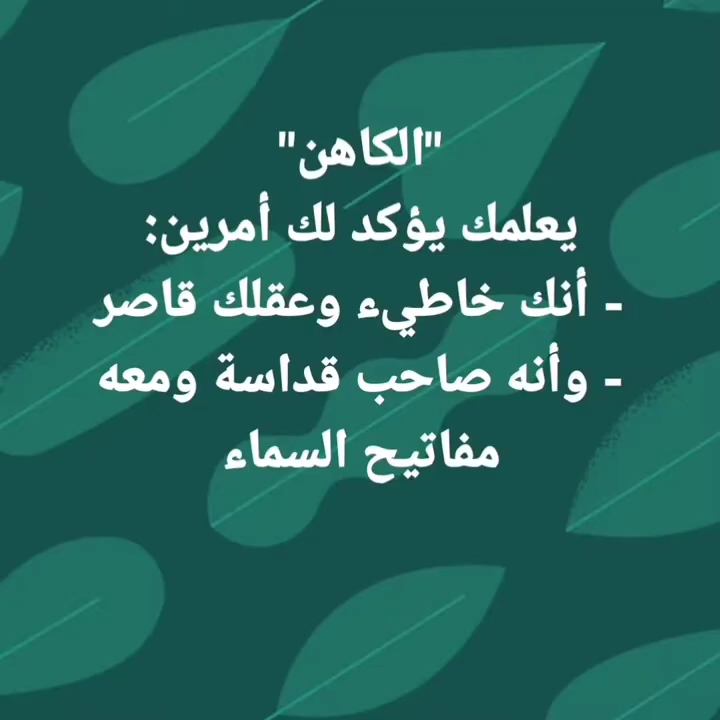 "الكاهن"
يعلمك يؤكد لك أمرين:
- أنك خاطيء وعقلك قاصر
- وأنه صاحب قداسة ومعه
مفاتيح السماء